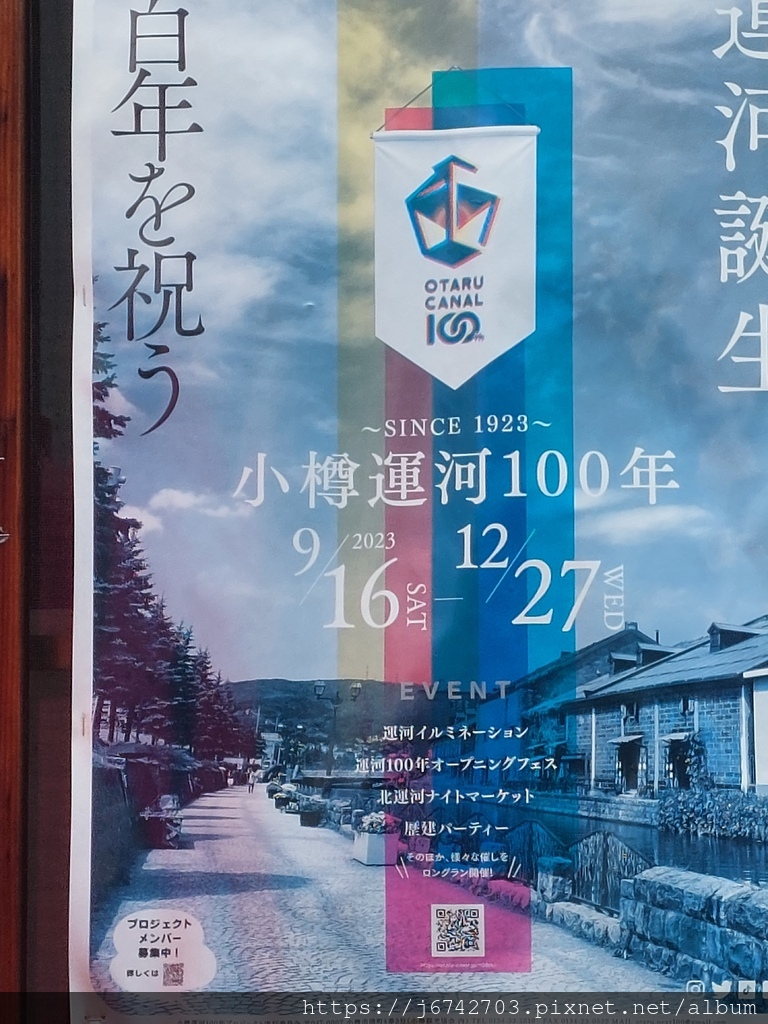 運河誕生
百年を祝う
OTARU
CANAL
100th
～SINCE 1923～
小樽運河100年
9/2023
16 SAT — 12/27 WED
EVENT
運河イルミネーション
運河100年オープニングフェス
北運河ナイトマーケット
歴建パーティー
そのほか、様々な催しを
ロングラン開催!
プロジェクト
メンバー
募集中!
詳しくは
https://j6742703.pixnet.net/album